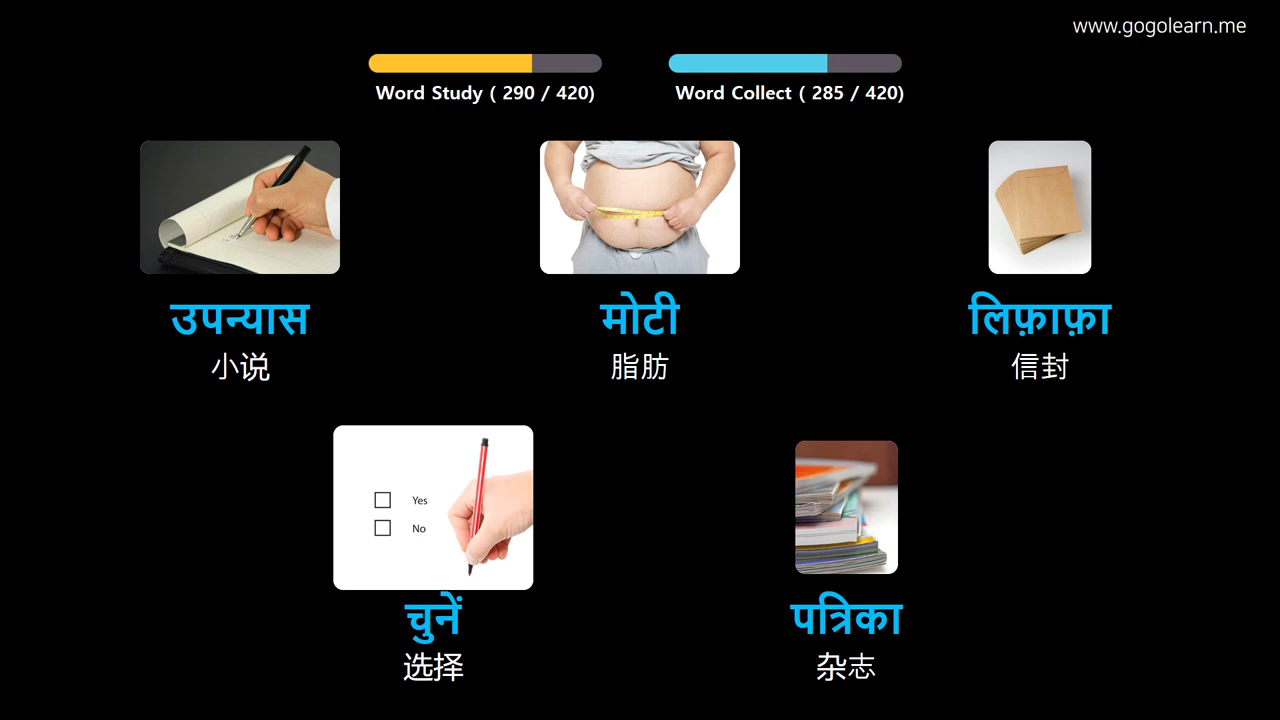 www.gogolearn.me
Word Study ( 290 / 420)
Word Collect ( 285 / 420)
उपन्यास
小说
मोटी
脂肪
लिफ़ाफ़ा
信封
Yes
No
चुनें
选择
पत्रिका
杂志